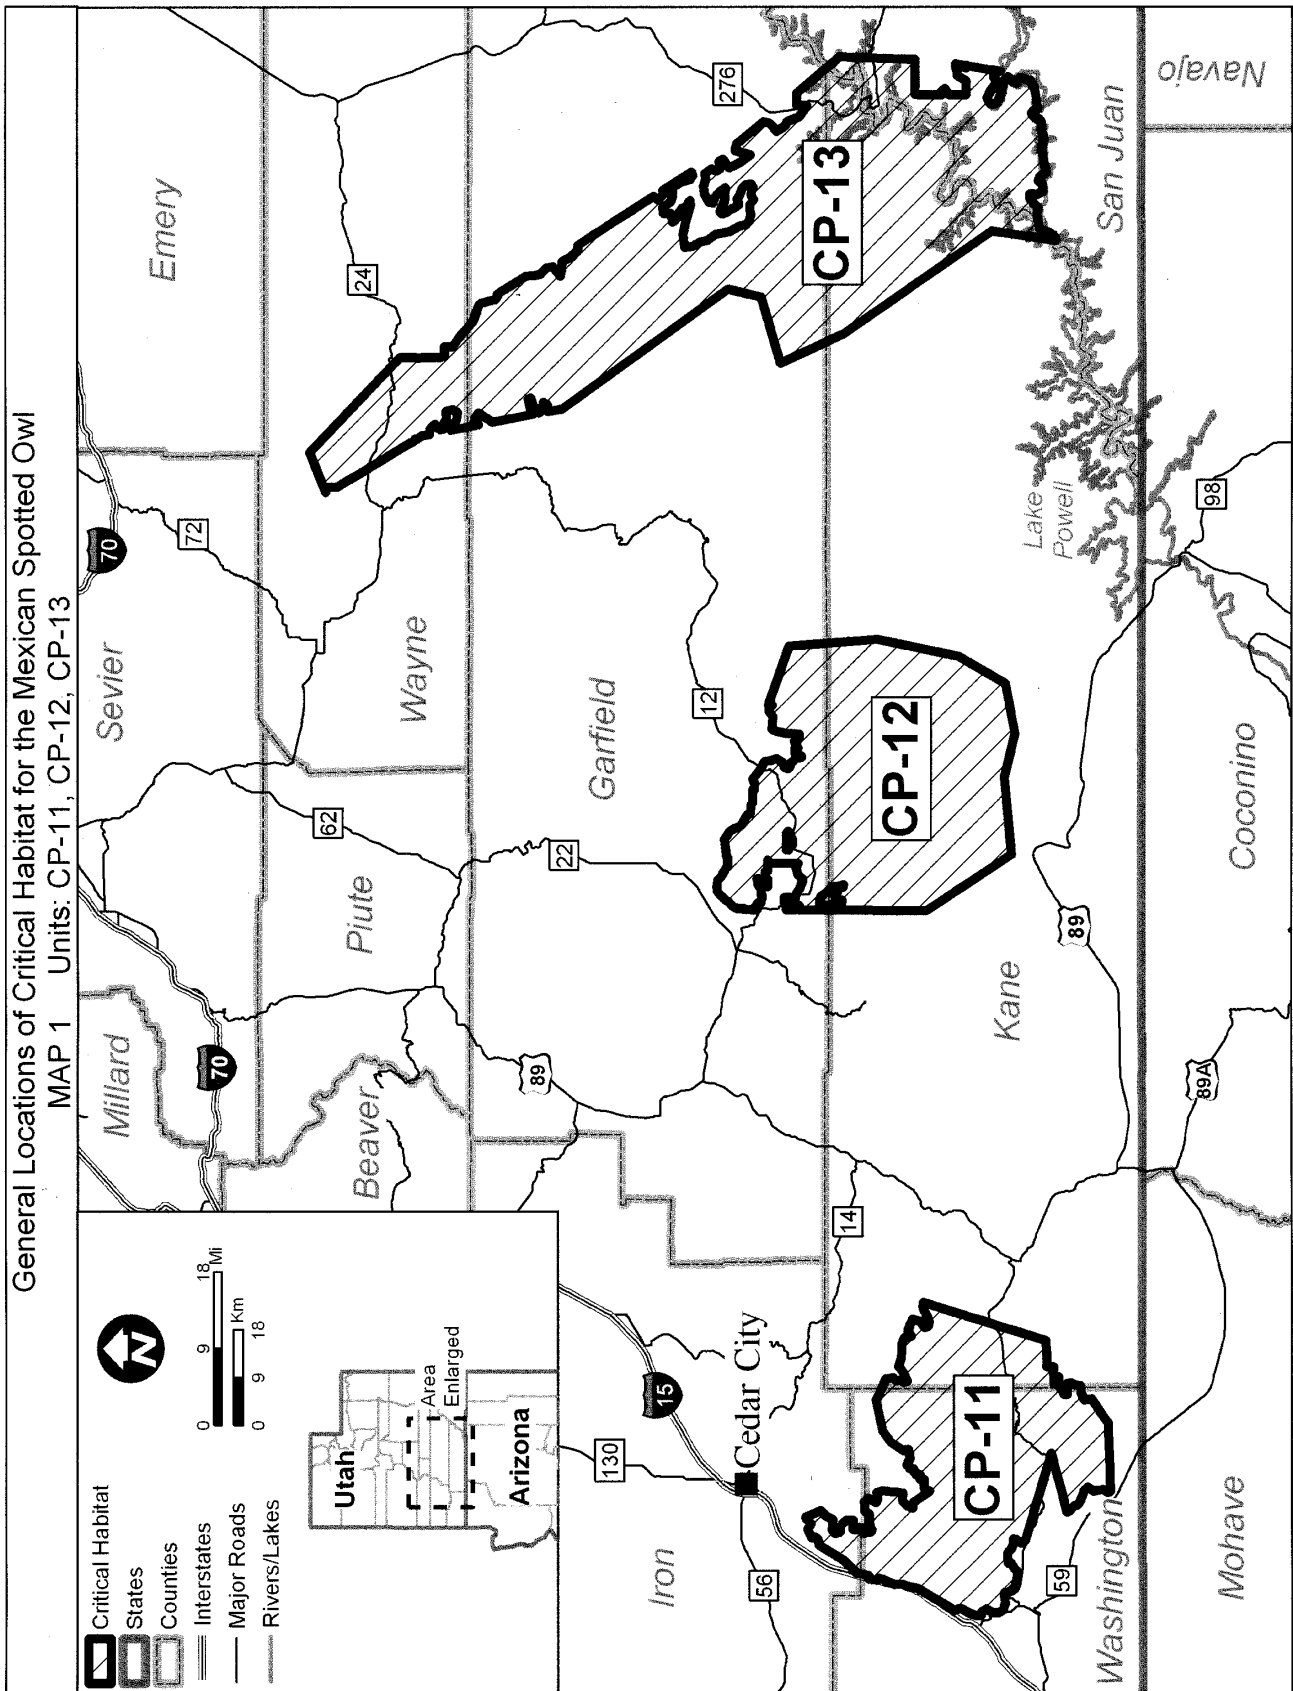 General Locations of Critical Habitat for the Mexican Spotted Owl
MAP 1 Units: CP-11, CP-12, CP-13
Critical Habitat
States
Counties
Interstates
Major Roads
Rivers/Lakes
N
0 9 18 Mi
Km
0 9 18
Utah
Area
Enlarged
Arizona
Millard
Sevier
Emery
70
70
72
24
Beaver
Piute
Wayne
62
89
22
Garfield
12
276
Iron
130
15
Cedar City
56
14
Kane
CP-11
CP-12
CP-13
Lake
Powell
San Juan
59
Washington
89
89A
98
Mohave
Coconino
Navajo